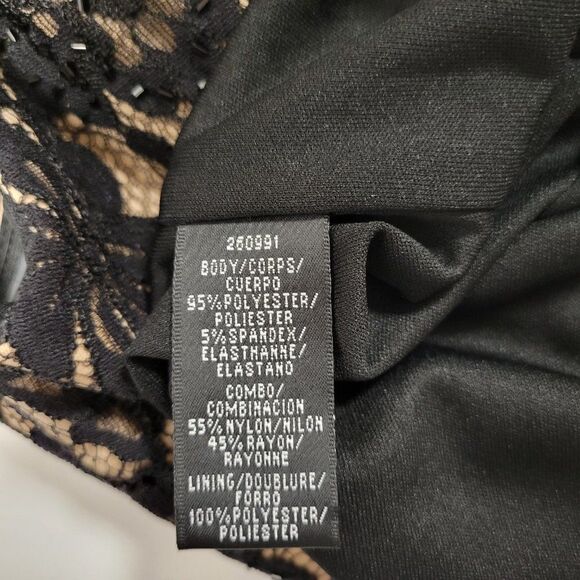 260991
BODY/CORPS/
CUERPO
95%POLYESTER/
POLIESTER
5%SPANDEX/
ELASTHANNE/
ELASTANO
COMBO/
COMBINACION
55%NYLON/NILON
45%RAYON/
RAYONNE
LINING/DOUBLURE/
FORRO
100%POLYESTER/
POLIESTER